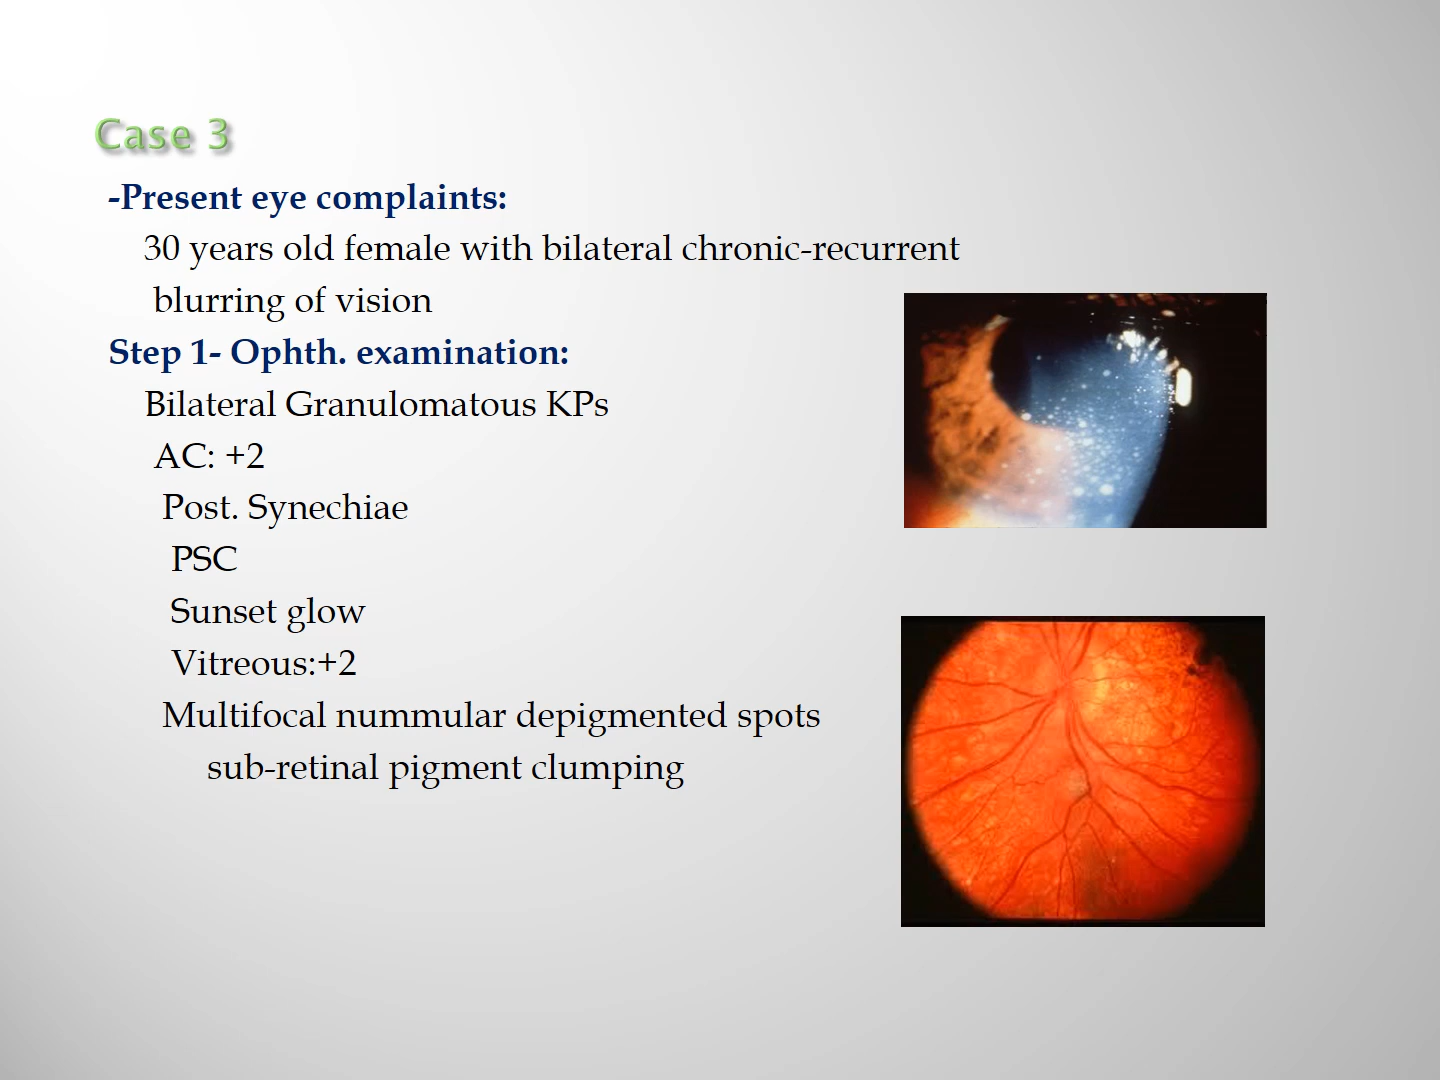 Case 3
-Present eye complaints:
30 years old female with bilateral chronic-recurrent
blurring of vision
Step 1- Ophth. examination:
Bilateral Granulomatous KPs
AC: +2
Post. Synechiae
PSC
Sunset glow
Vitreous:+2
Multifocal nummular depigmented spots
sub-retinal pigment clumping